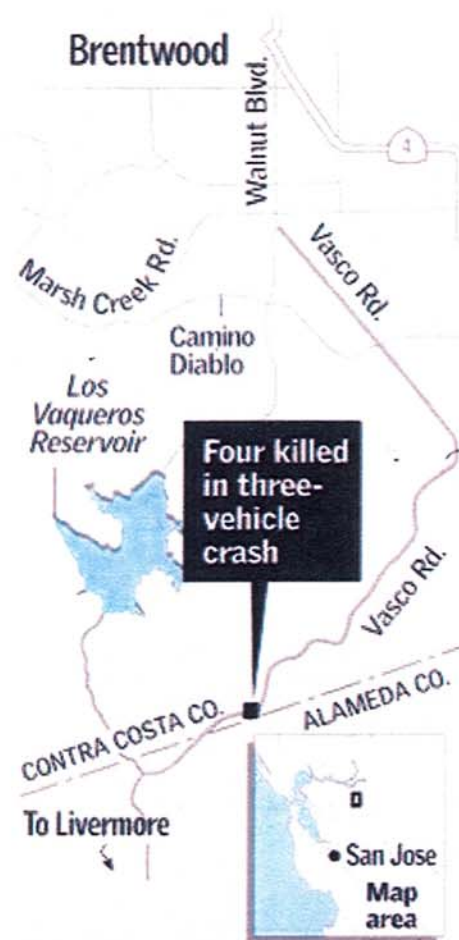 Brentwood
Walnut Blvd.
4
Vasco Rd.
Marsh Creek Rd.
Camino
Diablo
Los
Vaqueros
Reservoir
Four killed
in three-
vehicle
crash
Vasco Rd.
CONTRA COSTA CO.
ALAMEDA CO.
To Livermore
San Jose
Map
area